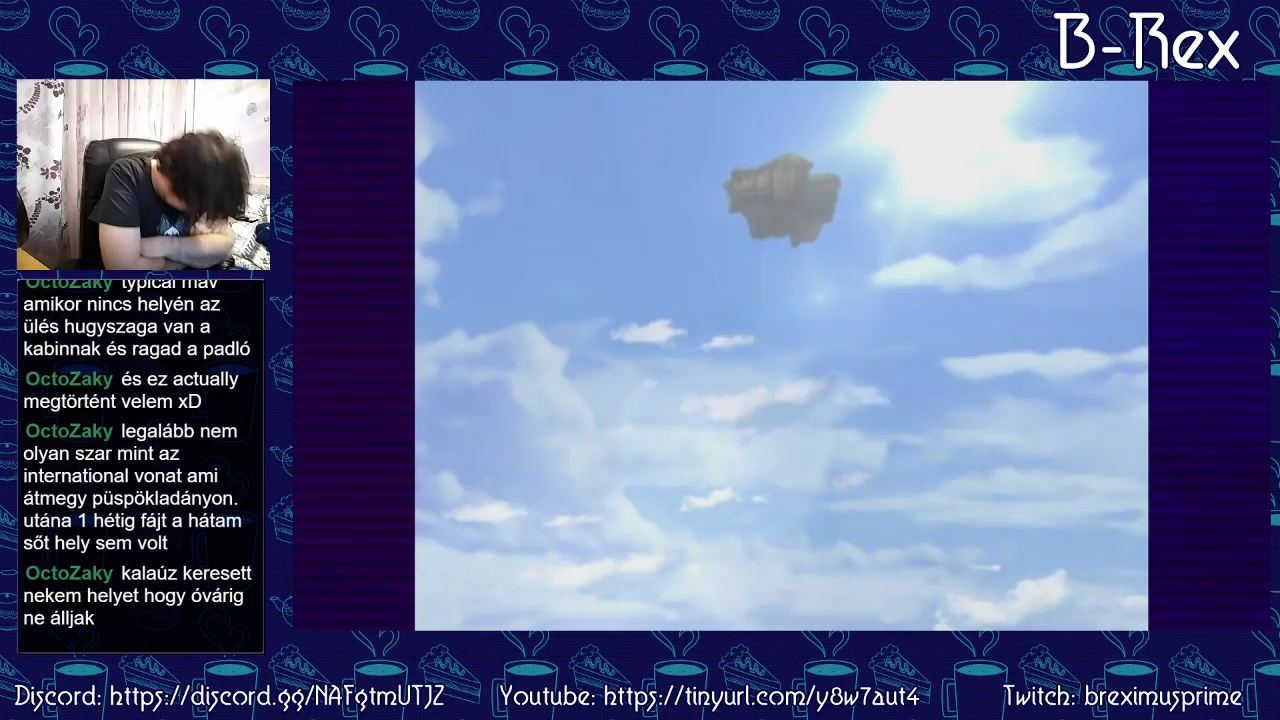 B-Rex
OctoZaky typical máv
amikor nincs helyén az
ülés hugyszaga van a
kabinnak és ragad a padló
OctoZaky és ez actually
megtörtént velem xD
OctoZaky legalább nem
olyan szar mint az
international vonat ami
átmegy püspökladányon.
utána 1 hétig fájt a hátam
sőt hely sem volt
OctoZaky kalaúz keresett
nekem helyet hogy óvárig
ne álljak
Discord: https://discord.gg/NAFgtmUTJZ
Youtube: https://tinyurl.com/y8w7aut4
Twitch: breximusprime